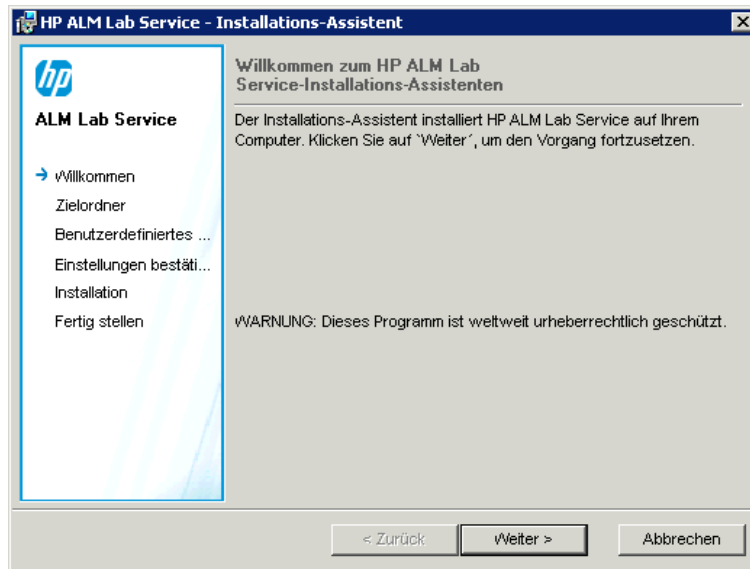 HP ALM Lab Service - Installations-Assistent
hp
ALM Lab Service
Willkommen
Zielordner
Benutzerdefiniertes ...
Einstellungen bestäti...
Installation
Fertig stellen
Willkommen zum HP ALM Lab
Service-Installations-Assistenten
Der Installations-Assistent installiert HP ALM Lab Service auf Ihrem
Computer. Klicken Sie auf `Weiter´, um den Vorgang fortzusetzen.
WARNUNG: Dieses Programm ist weltweit urheberrechtlich geschützt.
< Zurück
Weiter >
Abbrechen